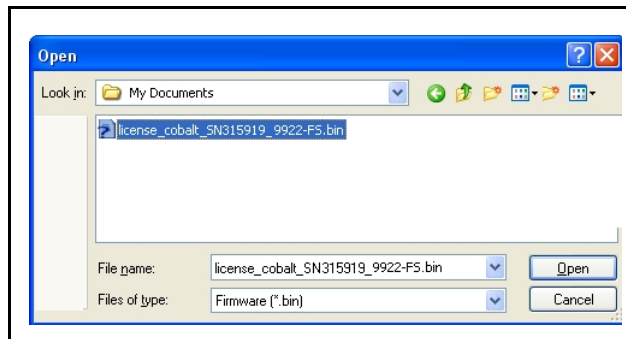 Open
Look in: My Documents
license_cobalt_SN315919_9922-FS.bin
File name: license_cobalt_SN315919_9922-FS.bin Open
Files of type: Firmware (*.bin) Cancel